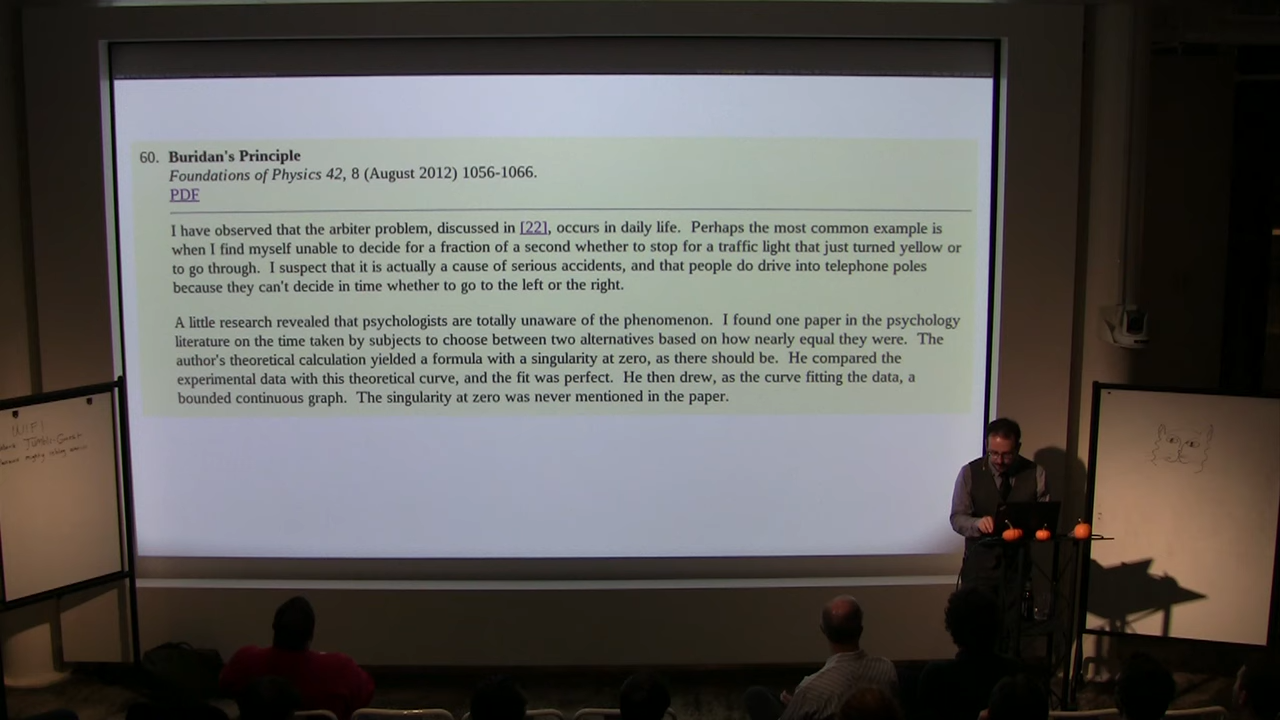 60. Buridan's Principle
Foundations of Physics 42, 8 (August 2012) 1056-1066.
PDF
I have observed that the arbiter problem, discussed in [22], occurs in daily life. Perhaps the most common example is
when I find myself unable to decide for a fraction of a second whether to stop for a traffic light that just turned yellow or
to go through. I suspect that it is actually a cause of serious accidents, and that people do drive into telephone poles
because they can't decide in time whether to go to the left or the right.
A little research revealed that psychologists are totally unaware of the phenomenon. I found one paper in the psychology
literature on the time taken by subjects to choose between two alternatives based on how nearly equal they were. The
author's theoretical calculation yielded a formula with a singularity at zero, as there should be. He compared the
experimental data with this theoretical curve, and the fit was perfect. He then drew, as the curve fitting the data, a
bounded continuous graph. The singularity at zero was never mentioned in the paper.
WIFI